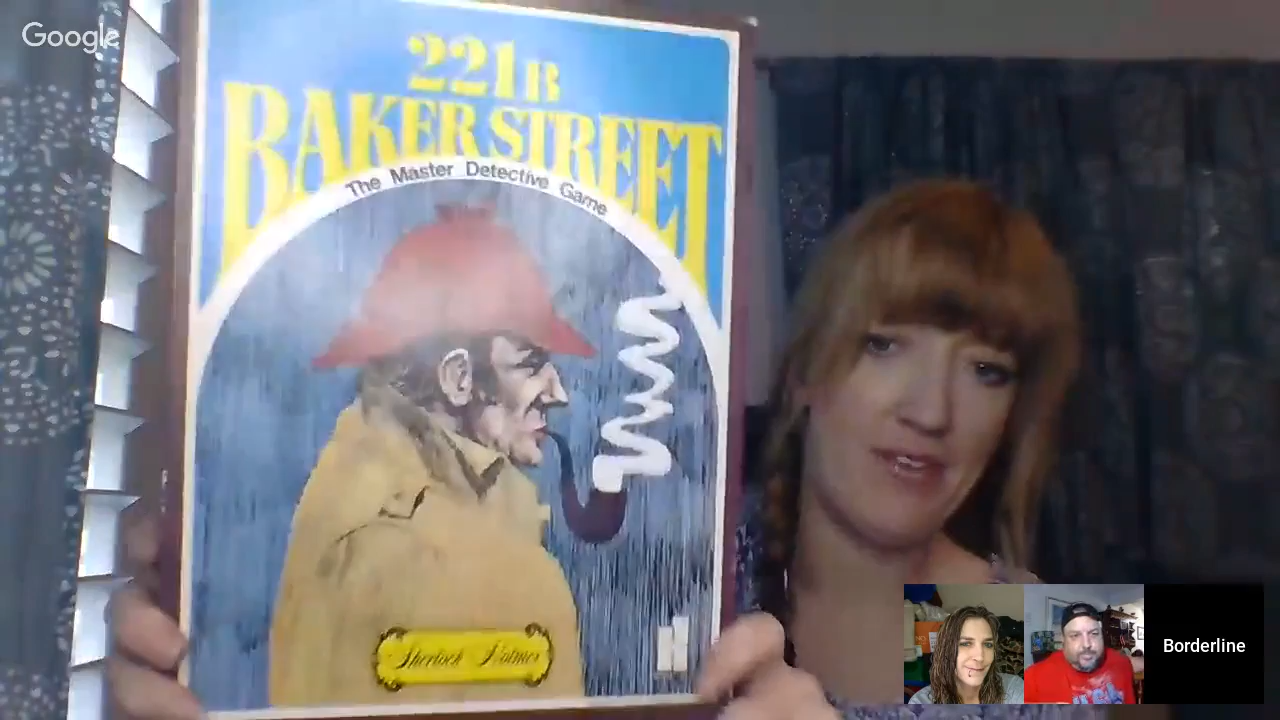 Google
221B
BAKER STREET
The Master Detective Game
Sherlock Holmes
Borderline